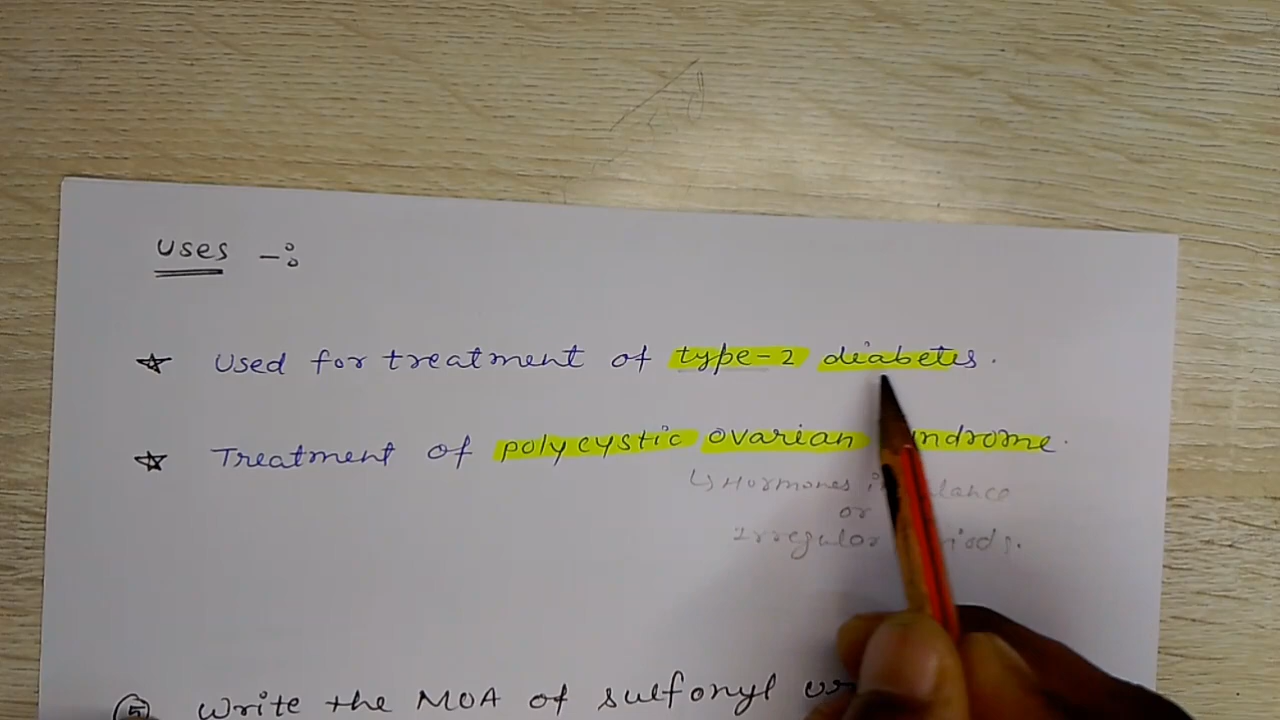 Uses -:
☆ Used for treatment of type-2 diabetes.
☆ Treatment of polycystic ovarian
↳ Hormones
or
Irregular
⑤ Write the MOA of sulfonyl